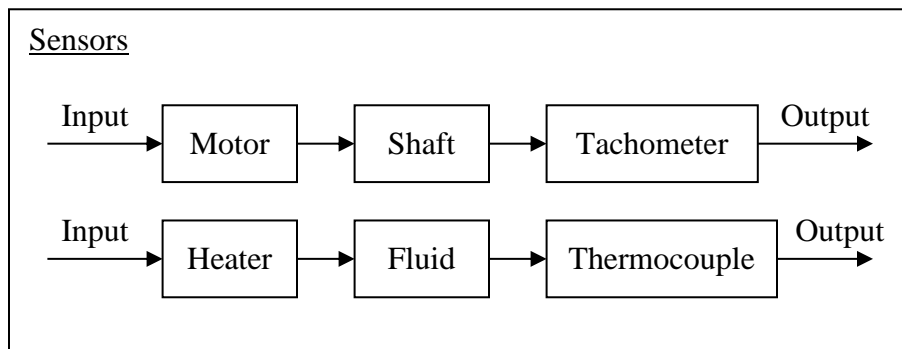 Sensors
Input Output
Motor Shaft Tachometer
Input Output
Heater Fluid Thermocouple